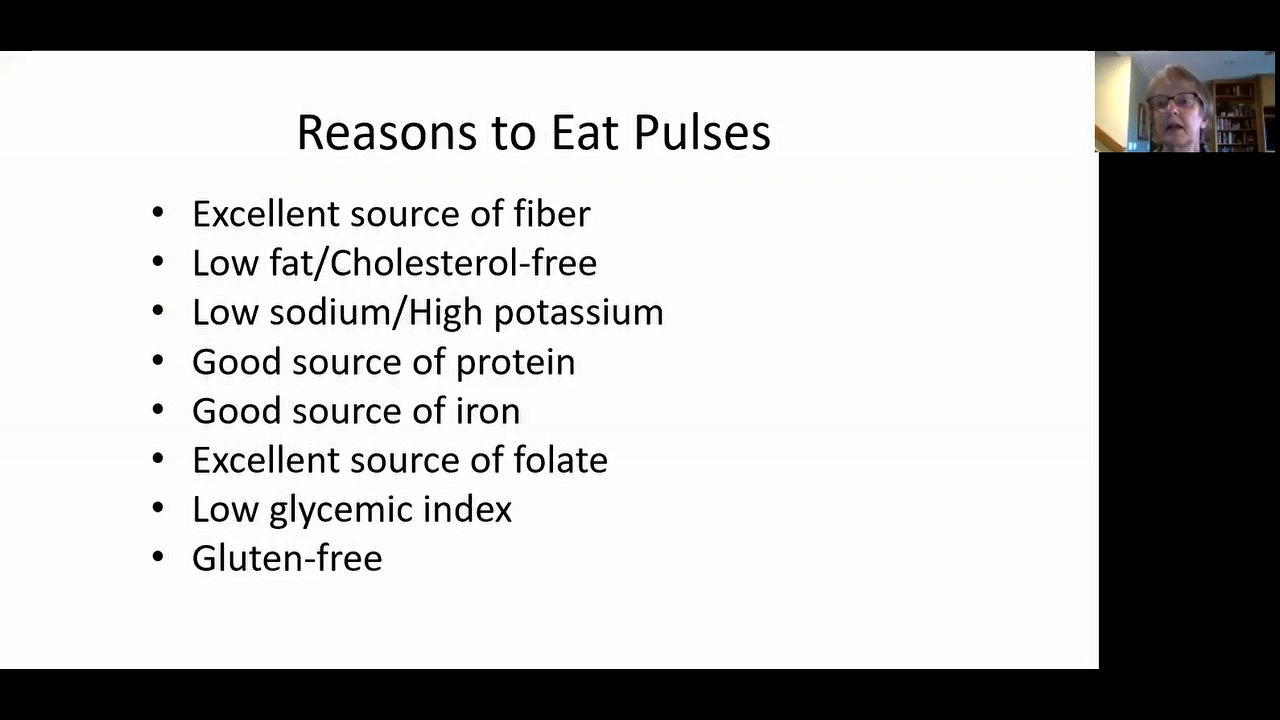 Reasons to Eat Pulses
• Excellent source of fiber
• Low fat/Cholesterol-free
• Low sodium/High potassium
• Good source of protein
• Good source of iron
• Excellent source of folate
• Low glycemic index
• Gluten-free